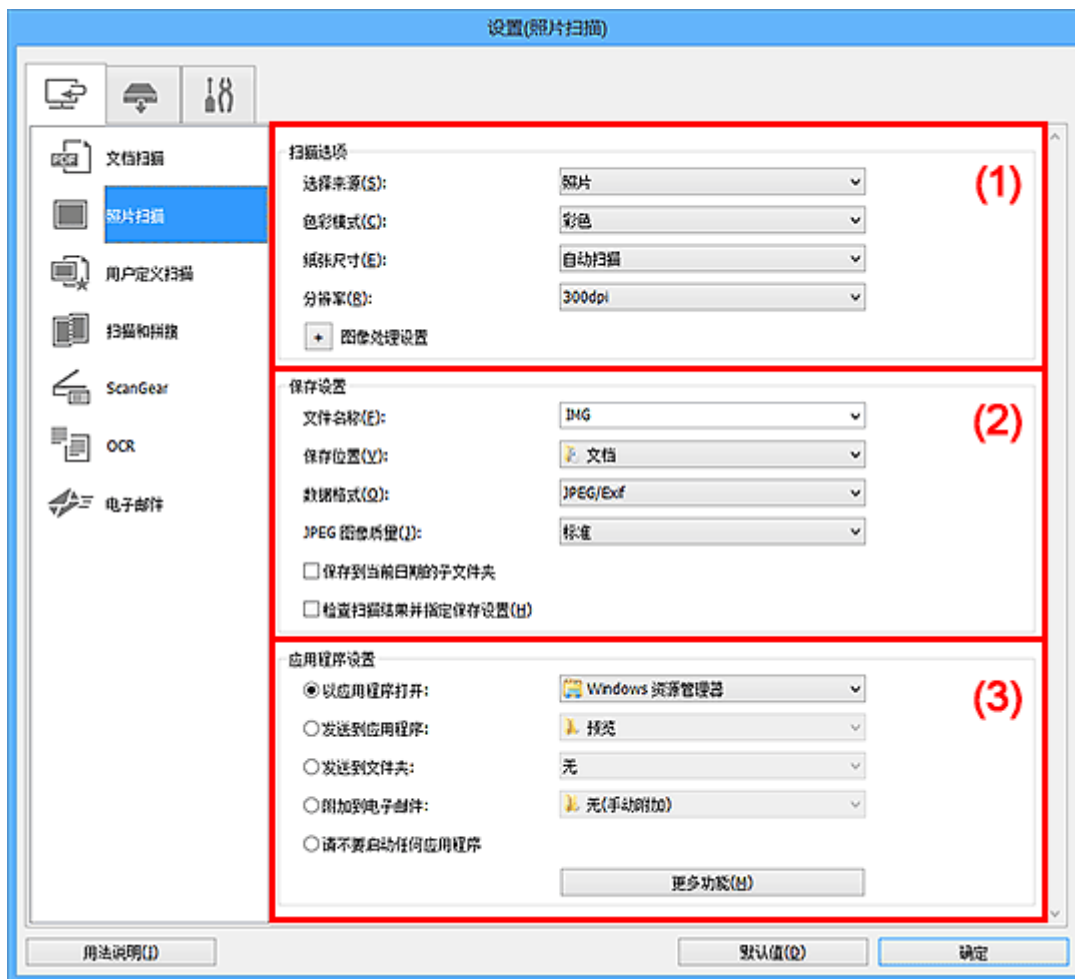 设置(照片扫描)
文档扫描
照片扫描
用户定义扫描
扫描和拼接
ScanGear
OCR
电子邮件
(1)
扫描选项
选择来源(S): 照片
色彩模式(C): 彩色
纸张尺寸(E): 自动扫描
分辨率(R): 300dpi
+ 图像处理设置
(2)
保存设置
文件名称(F): IMG
保存位置(V): 文档
数据格式(O): JPEG/Exif
JPEG 图像质量(J): 标准
保存到当前日期的子文件夹
检查扫描结果并指定保存设置(H)
(3)
应用程序设置
以应用程序打开: Windows 资源管理器
发送到应用程序: 预览
发送到文件夹: 无
附加到电子邮件: 无(手动附加)
请不要启动任何应用程序
更多功能(M)
用法说明(I) 默认值(D) 确定